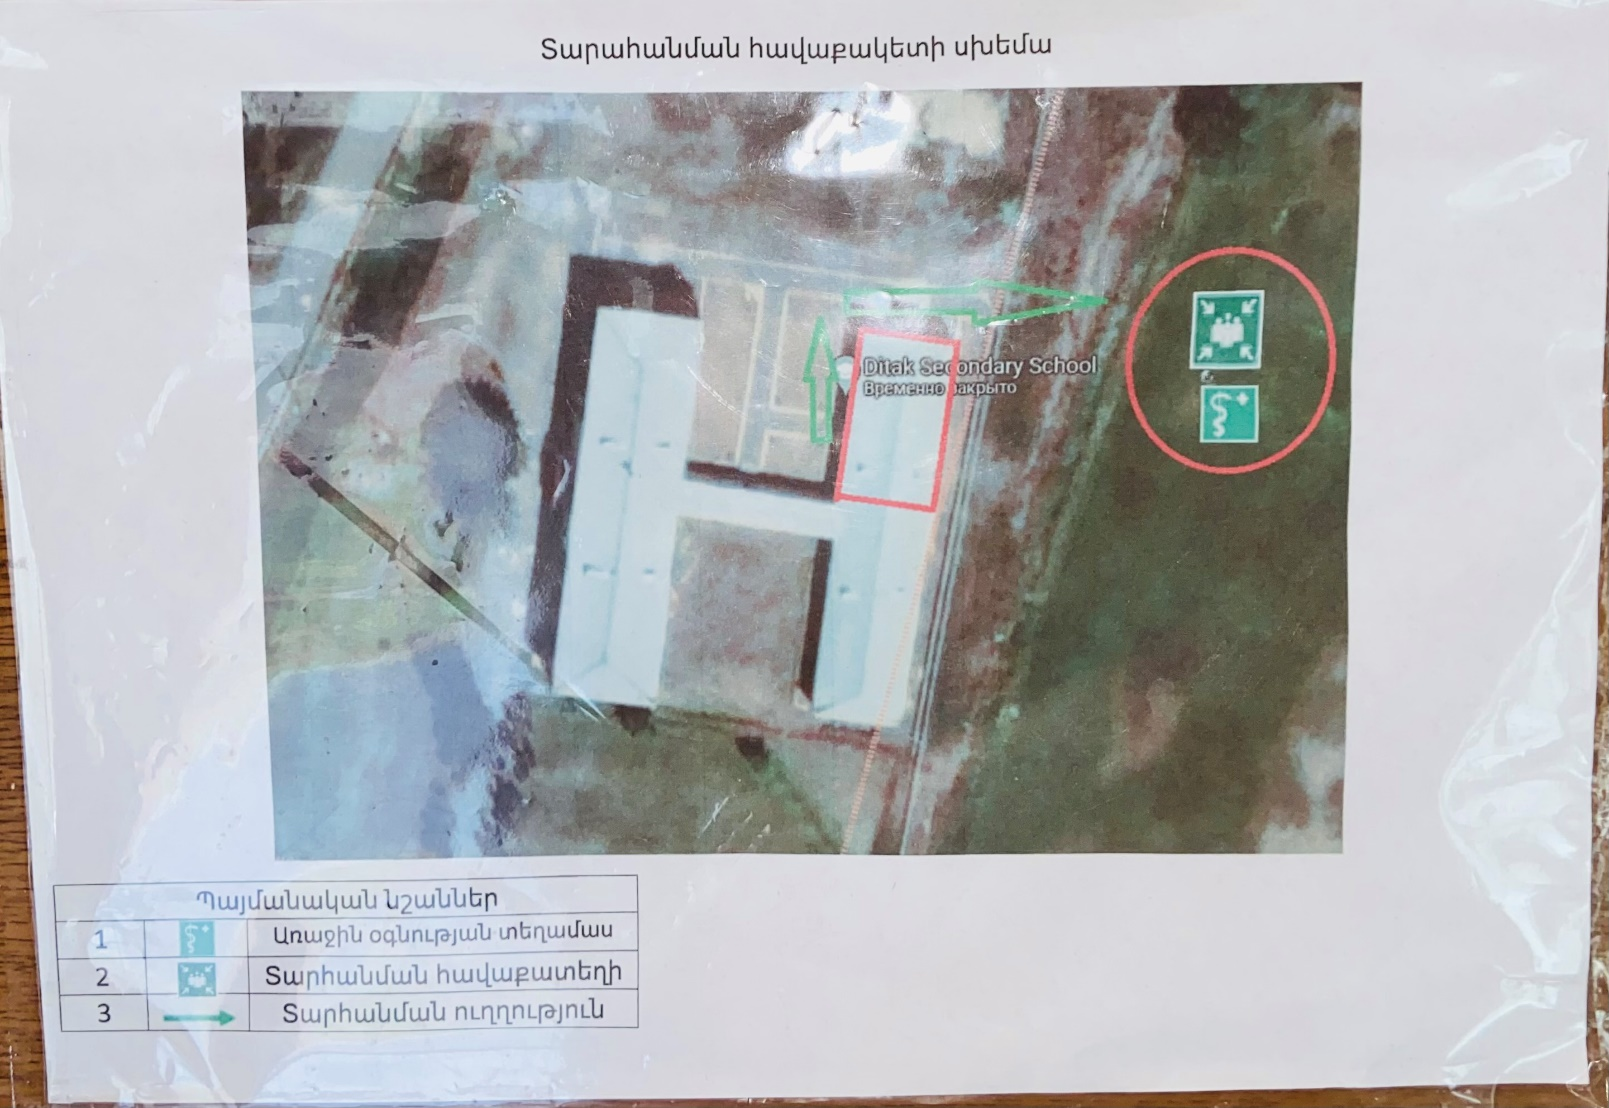 Տարահանման հավաքակետի սխեմա
Ditak Secondary School
Временно закрыто
և
Պայմանական նշաններ
1 Առաջին օգնության տեղամաս
2 Տարհանման հավաքատեղի
3 Տարհանման ուղղություն